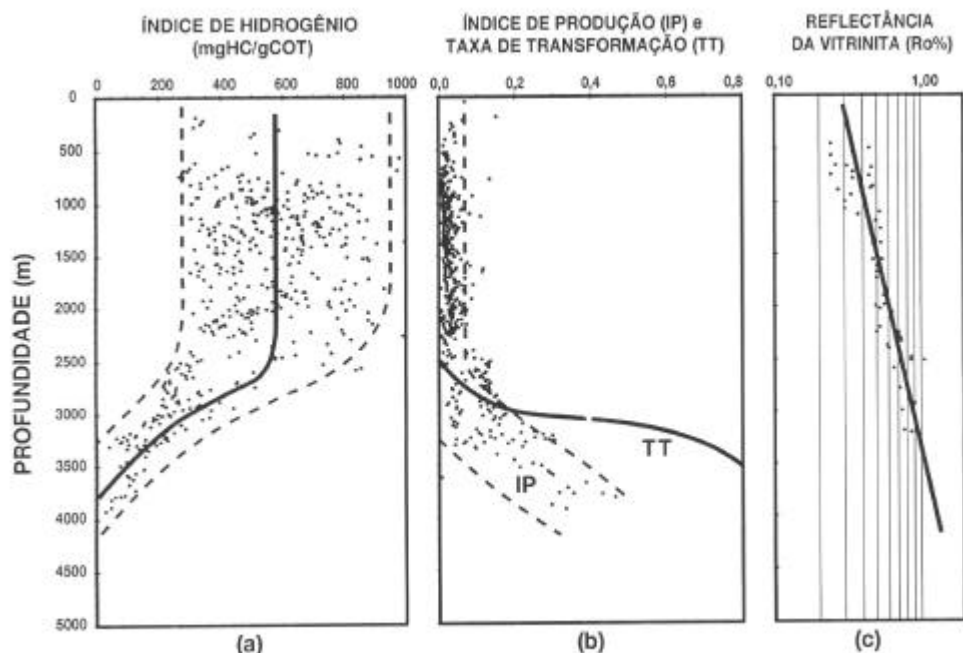 ÍNDICE DE HIDROGÊNIO
(mgHC/gCOT)
0 200 400 600 800 1000
ÍNDICE DE PRODUÇÃO (IP) e
TAXA DE TRANSFORMAÇÃO (TT)
0,0 0,2 0,4 0,6 0,8
REFLECTÂNCIA
DA VITRINITA (Ro%)
0,10 1,00
PROFUNDIDADE (m)
0
500
1000
1500
2000
2500
3000
3500
4000
4500
5000
TT
IP
(a)
(b)
(c)